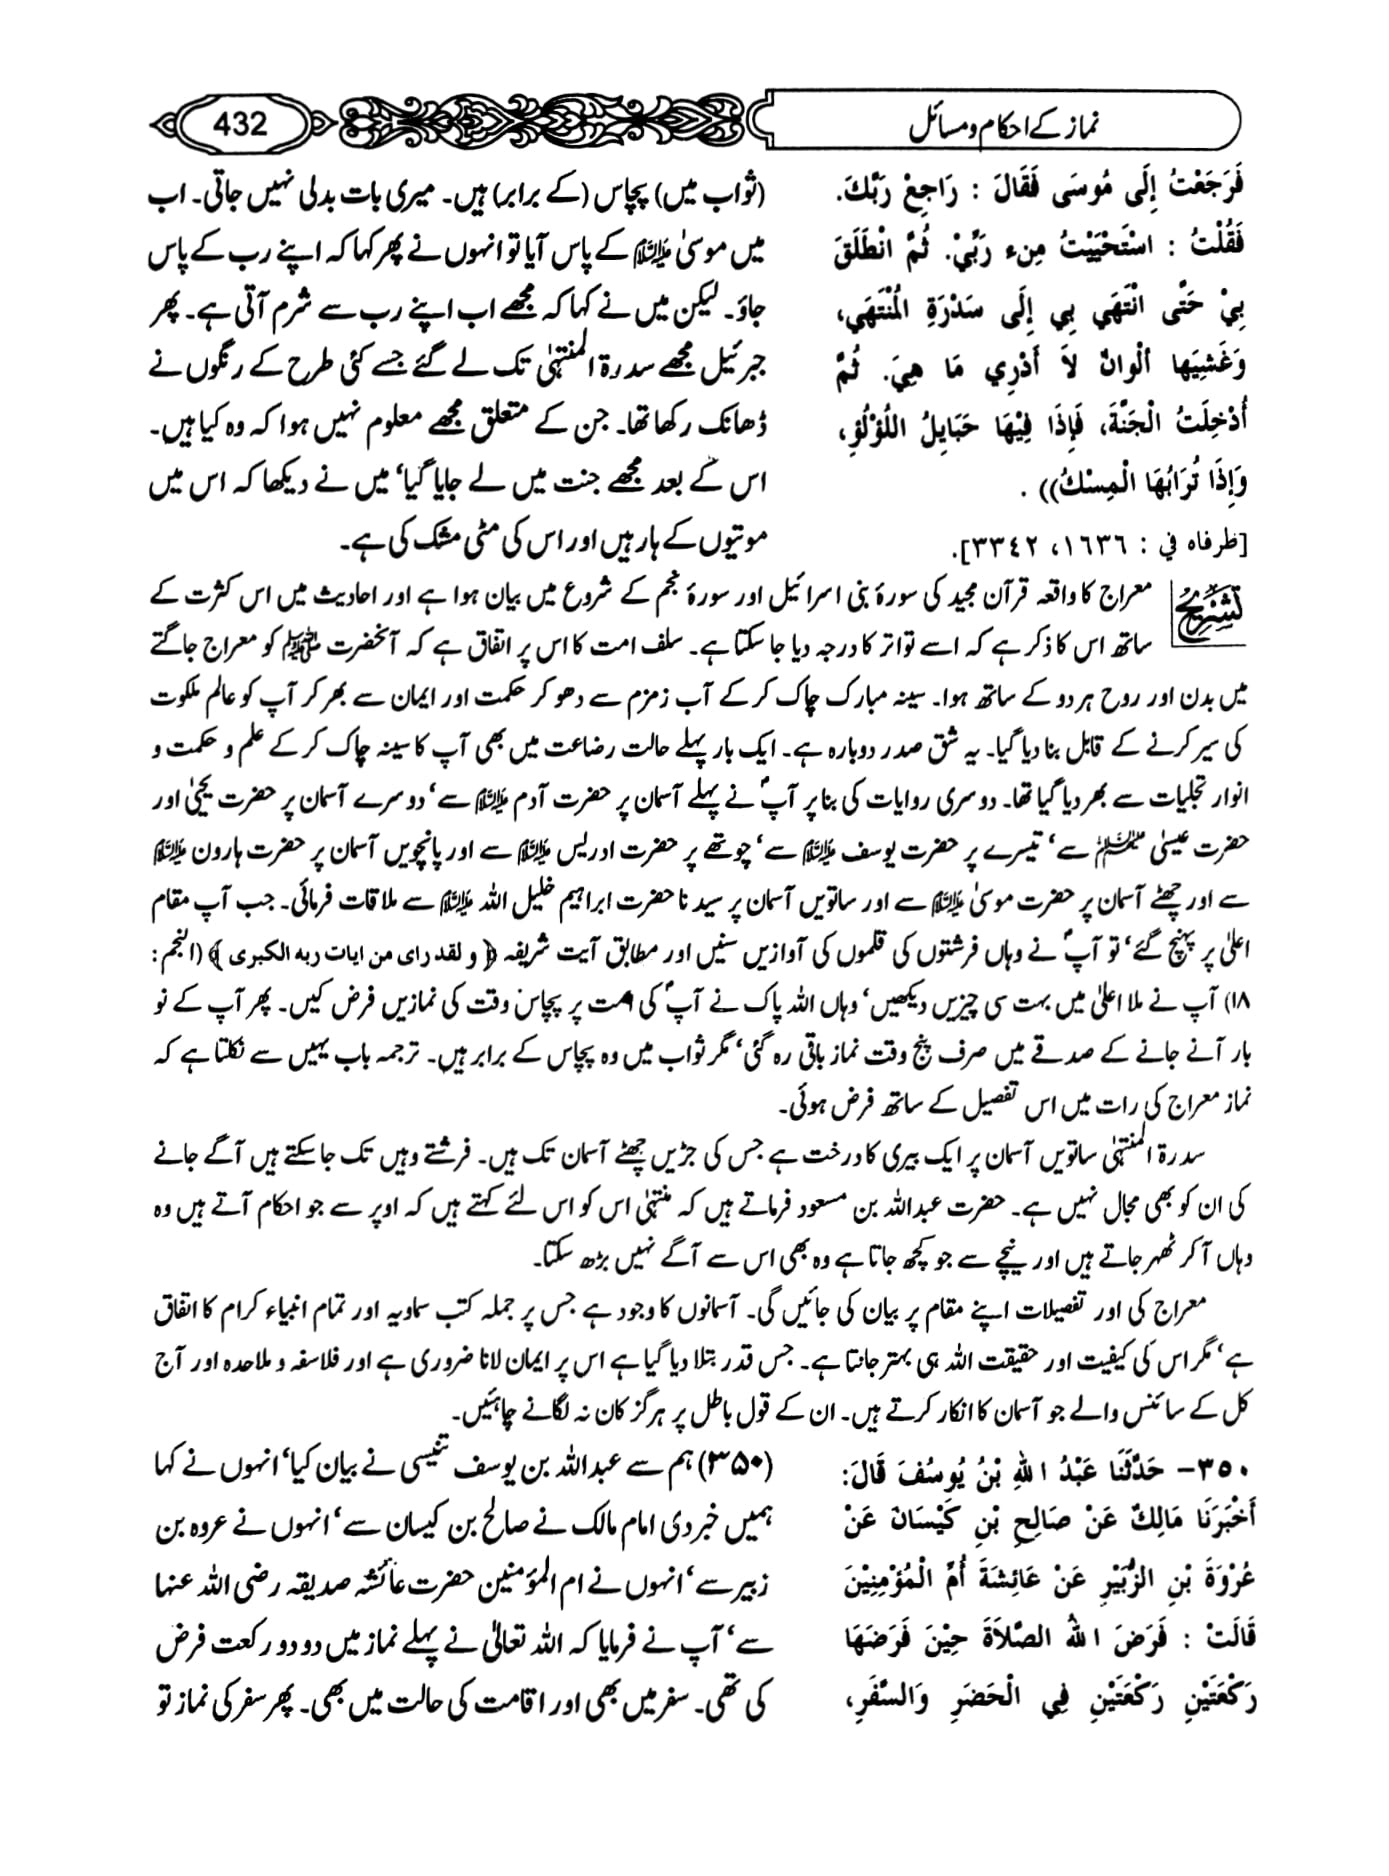 نماز کے احکام و مسائل
432
فَرَجَعْتُ إِلَى مُوسَى فَقَالَ : رَاجِعْ رَبَّكَ.
فَقُلْتُ : اسْتَحْيَيْتُ مِنء رَبِّيْ. ثُمَّ انْطَلَقَ
بِيْ حَتَّى انْتَهَي بِي إِلَى سَدْرَةِ الْمُنْتَهَي،
وَغَشِيَها ألْوانٌ لاَ أَدْرِي مَا هِيَ. ثُمَّ
أُدْخِلَتُ الْجَنَّةَ، فَإِذَا فِيْهَا حَبَايِلُ اللُّؤْلُؤِ،
وَإِذَا تُرَابُهَا الْمِسْكُ)) .
[طرفاه في : ١٦٣٦، ٣٣٤٢].
(ثواب میں) پچاس (کے برابر) ہیں۔ میری بات بدلی نہیں جاتی۔ اب
میں موسیٰ علیہ السلام کے پاس آیا تو انہوں نے پھر کہا کہ اپنے رب کے پاس
جاؤ۔ لیکن میں نے کہا کہ مجھے اب اپنے رب سے شرم آتی ہے۔ پھر
جبرئیل مجھے سدرۃ المنتہیٰ تک لے گئے جسے کئی طرح کے رنگوں نے
ڈھانک رکھا تھا۔ جن کے متعلق مجھے معلوم نہیں ہوا کہ وہ کیا ہیں۔
اس کے بعد مجھے جنت میں لے جایا گیا‘ میں نے دیکھا کہ اس میں
موتیوں کے ہار ہیں اور اس کی مٹی مشک کی ہے۔
تشریح
معراج کا واقعہ قرآن مجید کی سورۂ بنی اسرائیل اور سورۂ نجم کے شروع میں بیان ہوا ہے اور احادیث میں اس کثرت کے
ساتھ اس کا ذکر ہے کہ اسے تواتر کا درجہ دیا جا سکتا ہے۔ سلف امت کا اس پر اتفاق ہے کہ آنحضرت ﷺ کو معراج جاگتے
میں بدن اور روح ہر دو کے ساتھ ہوا۔ سینہ مبارک چاک کر کے آب زمزم سے دھو کر حکمت اور ایمان سے بھر کر آپ کو عالم ملکوت
کی سیر کرنے کے قابل بنا دیا گیا۔ یہ شق صدر دوبارہ ہے۔ ایک بار پہلے حالت رضاعت میں بھی آپ کا سینہ چاک کر کے علم و حکمت و
انوار تجلیات سے بھر دیا گیا تھا۔ دوسری روایات کی بنا پر آپؐ نے پہلے آسمان پر حضرت آدم علیہ السلام سے‘ دوسرے آسمان پر حضرت یحییٰ اور
حضرت عیسیٰ علیہما السلام سے‘ تیسرے پر حضرت یوسف علیہ السلام سے‘ چوتھے پر حضرت ادریس علیہ السلام سے اور پانچویں آسمان پر حضرت ہارون علیہ السلام
سے اور چھٹے آسمان پر حضرت موسیٰ علیہ السلام سے اور ساتویں آسمان پر سیدنا حضرت ابراہیم خلیل اللہ علیہ السلام سے ملاقات فرمائی۔ جب آپ مقام
اعلیٰ پر پہنچ گئے‘ تو آپؐ نے وہاں فرشتوں کی قلموں کی آوازیں سنیں اور مطابق آیت شریفہ ﴿ و لقد رای من ایات ربه الکبری ﴾ (النجم:
۱۸) آپ نے ملا اعلیٰ میں بہت سی چیزیں دیکھیں‘ وہاں اللہ پاک نے آپؐ کی امت پر پچاس وقت کی نمازیں فرض کیں۔ پھر آپ کے نو
بار آنے جانے کے صدقے میں صرف پنج وقت نماز باقی رہ گئی‘ مگر ثواب میں وہ پچاس کے برابر ہیں۔ ترجمہ باب یہیں سے نکلتا ہے کہ
نماز معراج کی رات میں اس تفصیل کے ساتھ فرض ہوئی۔
سدرۃ المنتہیٰ ساتویں آسمان پر ایک بیری کا درخت ہے جس کی جڑیں چھٹے آسمان تک ہیں۔ فرشتے وہیں تک جا سکتے ہیں آگے جانے
کی ان کو بھی مجال نہیں ہے۔ حضرت عبداللہ بن مسعود فرماتے ہیں کہ منتہیٰ اس کو اس لئے کہتے ہیں کہ اوپر سے جو احکام آتے ہیں وہ
وہاں آ کر ٹھہر جاتے ہیں اور نیچے سے جو کچھ جاتا ہے وہ بھی اس سے آگے نہیں بڑھ سکتا۔
معراج کی اور تفصیلات اپنے مقام پر بیان کی جائیں گی۔ آسمانوں کا وجود ہے جس پر جملہ کتب سماویہ اور تمام انبیاء کرام کا اتفاق
ہے‘ مگر اس کی کیفیت اور حقیقت اللہ ہی بہتر جانتا ہے۔ جس قدر بتلا دیا گیا ہے اس پر ایمان لانا ضروری ہے اور فلاسفہ و ملاحدہ اور آج
کل کے سائنس والے جو آسمان کا انکار کرتے ہیں۔ ان کے قول باطل پر ہرگز کان نہ لگانے چاہئیں۔
٣٥٠- حَدَّثَنَا عَبْدُ اللهِ بْنُ يُوسُفَ قَالَ:
أَخْبَرَنَا مَالِكٌ عَنْ صَالِحِ بْنِ كَيْسَانَ عَنْ
عُرْوَةَ بْنِ الزُّبَيْرِ عَنْ عَائِشَةَ أُمِّ الْمُؤْمِنِيْنَ
قَالَتْ : فَرَضَ اللهُ الصَّلاَةَ حِيْنَ فَرَضَهَا
رَكْعَتَيْنِ رَكْعَتَيْنِ فِي الْحَضَرِ وَالسَّفَرِ،
(۳۵۰) ہم سے عبداللہ بن یوسف تنیسی نے بیان کیا‘ انہوں نے کہا
ہمیں خبر دی امام مالک نے صالح بن کیسان سے‘ انہوں نے عروہ بن
زبیر سے‘ انہوں نے ام المؤمنین حضرت عائشہ صدیقہ رضی اللہ عنہا
سے‘ آپ نے فرمایا کہ اللہ تعالیٰ نے پہلے نماز میں دو دو رکعت فرض
کی تھی۔ سفر میں بھی اور اقامت کی حالت میں بھی۔ پھر سفر کی نماز تو